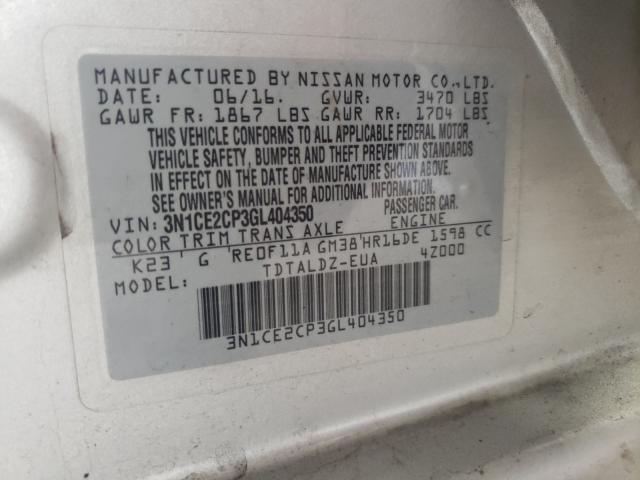 MANUFACTURED BY NISSAN MOTOR CO.,LTD.
DATE: 06/16. GVWR: 3470 LBS
GAWR FR: 1867 LBS GAWR RR: 1704 LBS
THIS VEHICLE CONFORMS TO ALL APPLICABLE FEDERAL MOTOR
VEHICLE SAFETY, BUMPER AND THEFT PREVENTION STANDARDS
IN EFFECT ON THE DATE OF MANUFACTURE SHOWN ABOVE.
SEE OWNER'S MANUAL FOR ADDITIONAL INFORMATION.
VIN: 3N1CE2CP3GL404350 PASSENGER CAR.
COLOR TRIM TRANS AXLE ENGINE
K23 G RE0F11A GM38 HR16DE 1598 CC
MODEL: TDTALDZ-EUA 4Z000
3N1CE2CP3GL404350